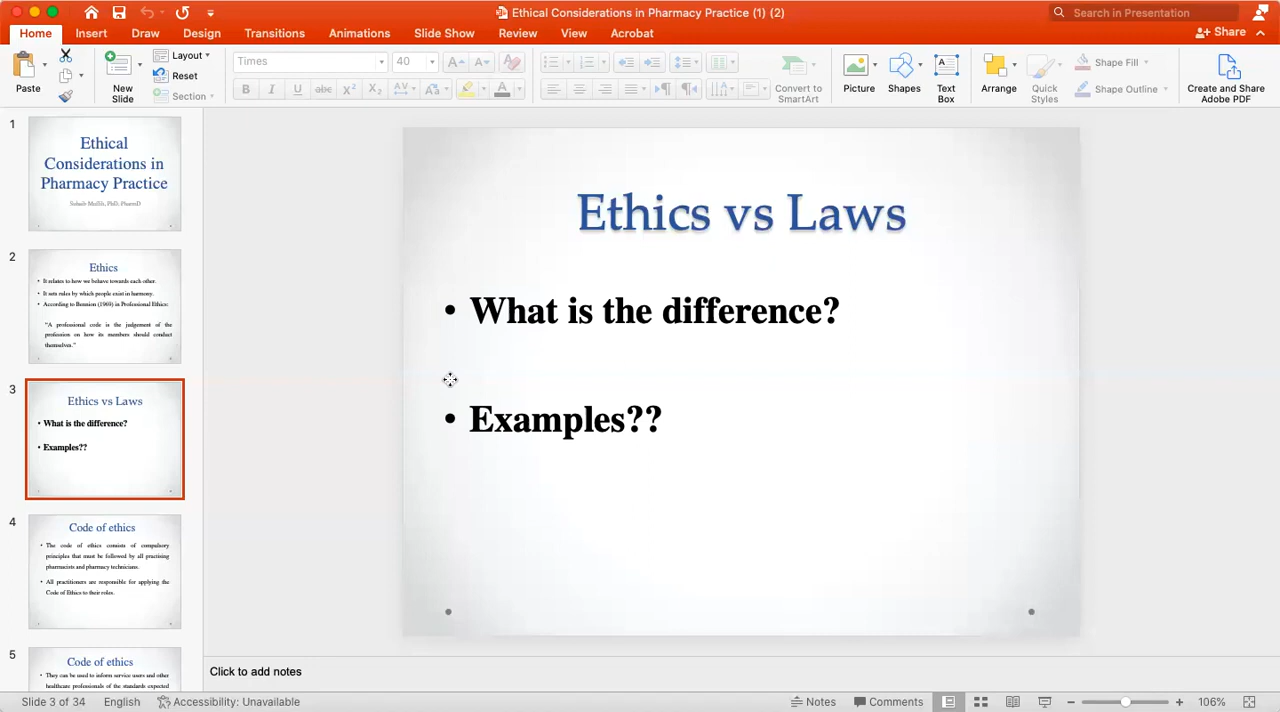 Ethical Considerations in Pharmacy Practice (1) (2)
Search in Presentation
Home Insert Draw Design Transitions Animations Slide Show Review View Acrobat
Share
Paste
New Slide
Layout
Reset
Section
Times
40
Convert to SmartArt
Picture
Shapes
Text Box
Arrange
Quick Styles
Shape Fill
Shape Outline
Create and Share Adobe PDF
1
Ethical
Considerations in
Pharmacy Practice
2
Ethics
• It relates to how we behave towards each other.
• It sets rules by which people exist in harmony.
• According to Bennion (1969) in Professional Ethics:
"A professional code is the judgement of the
profession on how its members should conduct
themselves."
3
Ethics vs Laws
• What is the difference?
• Examples??
4
Code of ethics
• The code of ethics consists of compulsory
principles that must be followed by all practising
pharmacists and pharmacy technicians.
• All practitioners are responsible for applying the
Code of Ethics to their roles.
5
Code of ethics
• They can be used to inform service users and other
healthcare professionals of the standards expected
Ethics vs Laws
• What is the difference?
• Examples??
Click to add notes
Slide 3 of 34
English
Accessibility: Unavailable
Notes
Comments
106%